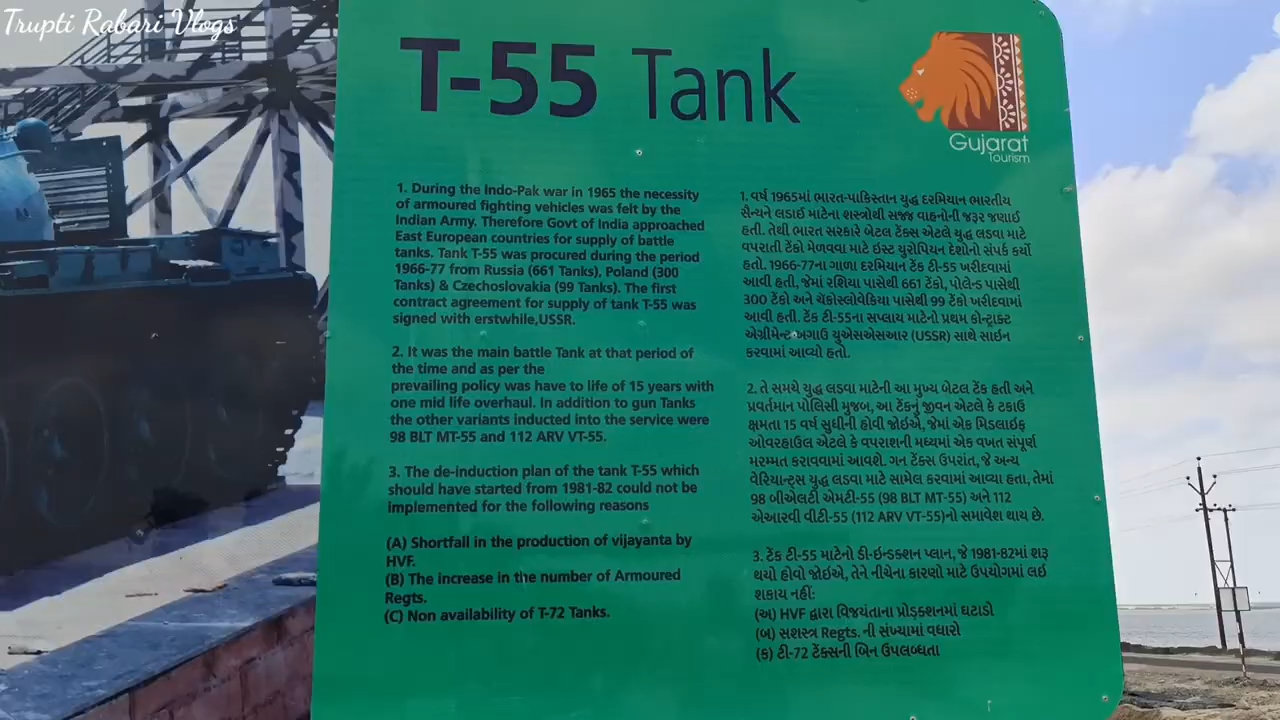 Trupti Rabari Vlogs
T-55 Tank
Gujarat
Tourism
1. During the Indo-Pak war in 1965 the necessity
of armoured fighting vehicles was felt by the
Indian Army. Therefore Govt of India approached
East European countries for supply of battle
tanks. Tank T-55 was procured during the period
1966-77 from Russia (661 Tanks), Poland (300
Tanks) & Czechoslovakia (99 Tanks). The first
contract agreement for supply of tank T-55 was
signed with erstwhile,USSR.
2. It was the main battle Tank at that period of
the time and as per the
prevailing policy was have to life of 15 years with
one mid life overhaul. In addition to gun Tanks
the other variants inducted into the service were
98 BLT MT-55 and 112 ARV VT-55.
3. The de-induction plan of the tank T-55 which
should have started from 1981-82 could not be
implemented for the following reasons
(A) Shortfall in the production of vijayanta by
HVF.
(B) The increase in the number of Armoured
Regts.
(C) Non availability of T-72 Tanks.
1. વર્ષ 1965માં ભારત-પાકિસ્તાન યુદ્ધ દરમિયાન ભારતીય
સૈન્યને લડાઈ માટેના શસ્ત્રોથી સજ્જ વાહનોની જરૂર જણાઈ
હતી. તેથી ભારત સરકારે બેટલ ટેંક્સ એટલે યુદ્ધ લડવા માટે
વપરાતી ટેંકો મેળવવા માટે ઇસ્ટ યુરોપિયન દેશોનો સંપર્ક કર્યો
હતો. 1966-77ના ગાળા દરમિયાન ટેંક ટી-55 ખરીદવામાં
આવી હતી, જેમાં રશિયા પાસેથી 661 ટેંકો, પોલેન્ડ પાસેથી
300 ટેંકો અને ચૅકોસ્લોવેકિયા પાસેથી 99 ટેંકો ખરીદવામાં
આવી હતી. ટેંક ટી-55ના સપ્લાય માટેનો પ્રથમ કોન્ટ્રાક્ટ
એગ્રીમેન્ટ અગાઉ યુએસએસઆર (USSR) સાથે સાઇન
કરવામાં આવ્યો હતો.
2. તે સમયે યુદ્ધ લડવા માટેની આ મુખ્ય બેટલ ટેંક હતી અને
પ્રવર્તમાન પોલિસી મુજબ, આ ટેંકનું જીવન એટલે કે ટકાઉ
ક્ષમતા 15 વર્ષ સુધીની હોવી જોઇએ, જેમાં એક મિડલાઇફ
ઓવરહાઉલ એટલે કે વપરાશની મધ્યમાં એક વખત સંપૂર્ણ
મરમ્મત કરાવવામાં આવશે. ગન ટેંક્સ ઉપરાંત, જે અન્ય
વેરિયાન્ટ્સ યુદ્ધ લડવા માટે સામેલ કરવામાં આવ્યા હતા, તેમાં
98 બીએલટી એમટી-55 (98 BLT MT-55) અને 112
એઆરવી વીટી-55 (112 ARV VT-55)નો સમાવેશ થાય છે.
3. ટેંક ટી-55 માટેનો ડી-ઇન્ડક્શન પ્લાન, જે 1981-82માં શરૂ
થયો હોવો જોઇએ, તેને નીચેના કારણો માટે ઉપયોગમાં લઇ
શકાય નહીં:
(અ) HVF દ્વારા વિજયંતાના પ્રોડ્ક્શનમાં ઘટાડો
(બ) સશસ્ત્ર Regts. ની સંખ્યામાં વધારો
(ક) ટી-72 ટેંક્સની બિન ઉપલબ્ધતા